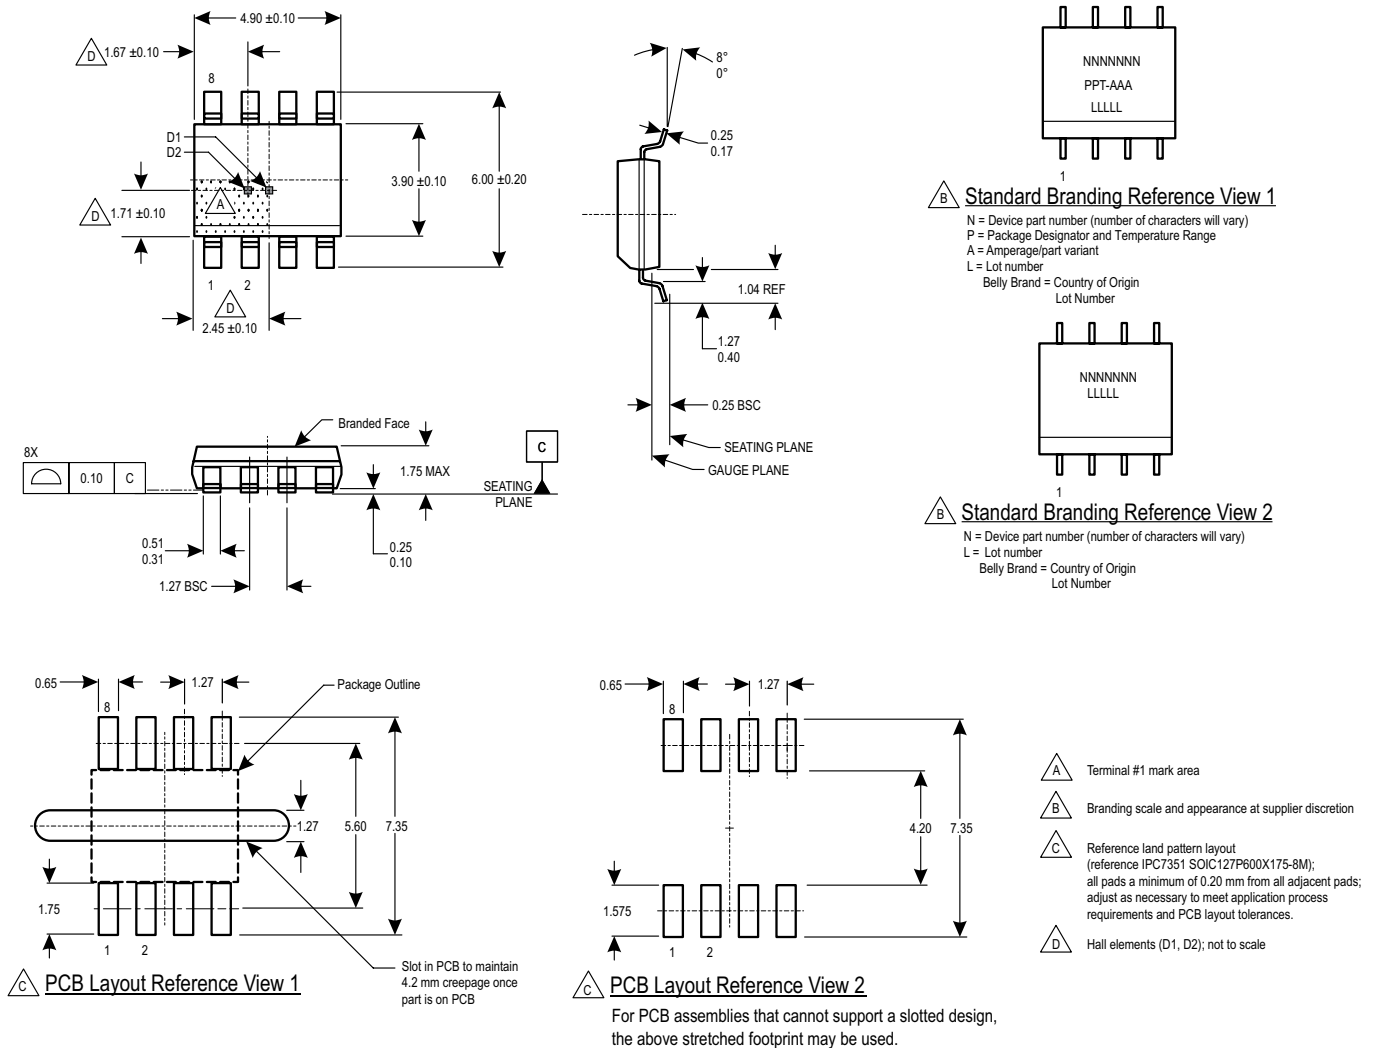 4.90 ±0.10
D 1.67 ±0.10
8
D1
D2
A
3.90 ±0.10
6.00 ±0.20
D 1.71 ±0.10
1 2
D
2.45 ±0.10
8°
0°
0.25
0.17
1.04 REF
1.27
0.40
0.25 BSC
SEATING PLANE
GAUGE PLANE
NNNNNNN
PPT-AAA
LLLLL
1
B Standard Branding Reference View 1
N = Device part number (number of characters will vary)
P = Package Designator and Temperature Range
A = Amperage/part variant
L = Lot number
Belly Brand = Country of Origin
Lot Number
NNNNNNN
LLLLL
1
B Standard Branding Reference View 2
N = Device part number (number of characters will vary)
L = Lot number
Belly Brand = Country of Origin
Lot Number
Branded Face
8X
0.10 C
1.75 MAX
C
SEATING
PLANE
0.51
0.31
0.25
0.10
1.27 BSC
0.65
1.27
Package Outline
8
1.27
5.60
7.35
1.75
1 2
Slot in PCB to maintain
4.2 mm creepage once
part is on PCB
C PCB Layout Reference View 1
0.65
1.27
8
4.20
7.35
1.575
1 2
C PCB Layout Reference View 2
For PCB assemblies that cannot support a slotted design,
the above stretched footprint may be used.
A Terminal #1 mark area
B Branding scale and appearance at supplier discretion
C Reference land pattern layout
(reference IPC7351 SOIC127P600X175-8M);
all pads a minimum of 0.20 mm from all adjacent pads;
adjust as necessary to meet application process
requirements and PCB layout tolerances.
D Hall elements (D1, D2); not to scale